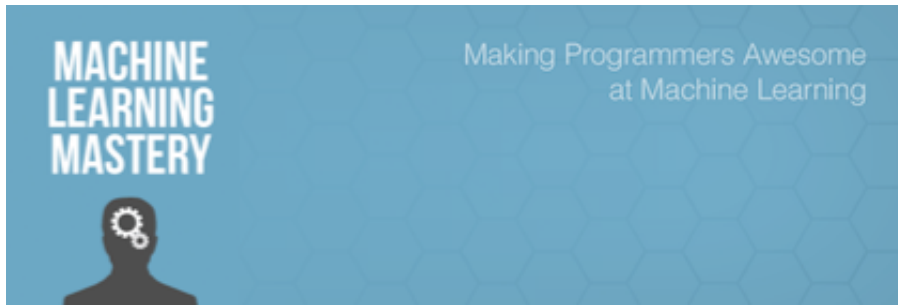 MACHINE
LEARNING
MASTERY
Making Programmers Awesome
at Machine Learning